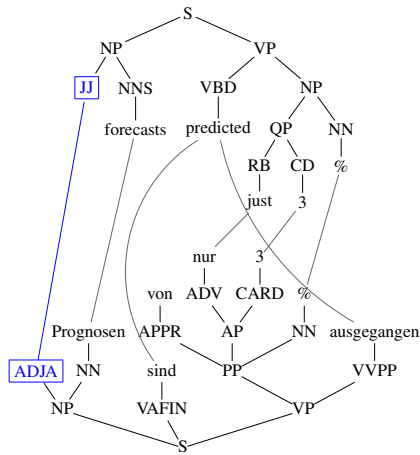 S
NP VP
JJ NNS VBD NP
forecasts predicted QP NN
RB CD %
just 3
nur 3
von ADV CARD %
Prognosen APPR AP NN ausgegangen
ADJA NN sind PP VVPP
NP VAFIN VP
S